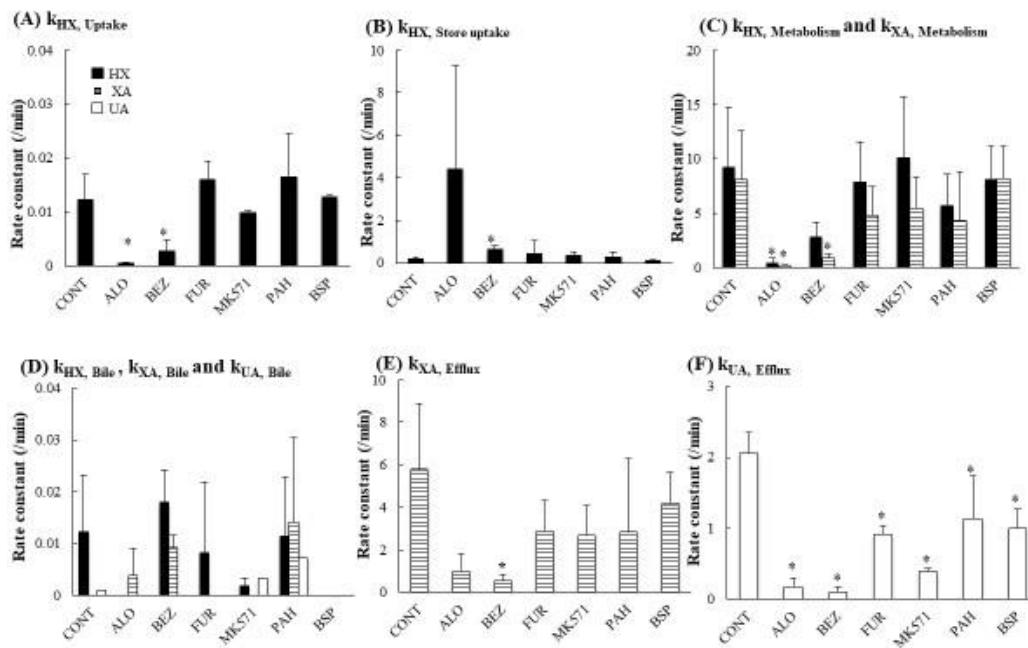 (A) kHX, Uptake
0.04
0.03
0.02
0.01
0
Rate constant (/min)
HX
XA
UA
*
*
CONT
ALO
BEZ
FUR
MK571
PAH
BSP
(B) kHX, Store uptake
10
8
6
4
2
0
Rate constant (/min)
*
CONT
ALO
BEZ
FUR
MK571
PAH
BSP
(C) kHX, Metabolism and kXA, Metabolism
20
15
10
5
0
Rate constant (/min)
* *
*
CONT
ALO
BEZ
FUR
MK571
PAH
BSP
(D) kHX, Bile, kXA, Bile and kUA, Bile
0.04
0.03
0.02
0.01
0
Rate constant (/min)
CONT
ALO
BEZ
FUR
MK571
PAH
BSP
(E) kXA, Efflux
10
8
6
4
2
0
Rate constant (/min)
*
CONT
ALO
BEZ
FUR
MK571
PAH
BSP
(F) kUA, Efflux
3
2
1
0
Rate constant (/min)
*
*
*
*
*
*
CONT
ALO
BEZ
FUR
MK571
PAH
BSP